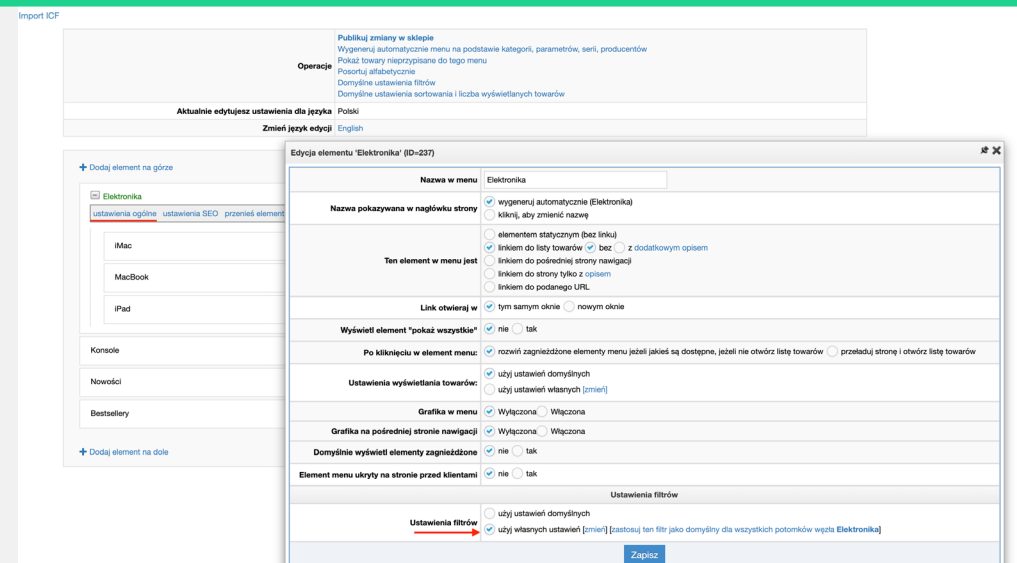 Import ICF
Operacje
Publikuj zmiany w sklepie
Wygeneruj automatycznie menu na podstawie kategorii, parametrów, serii, producentów
Pokaż towary nieprzypisane do tego menu
Posortuj alfabetycznie
Domyślne ustawienia filtrów
Domyślne ustawienia sortowania i liczba wyświetlanych towarów
Aktualnie edytujesz ustawienia dla języka Polski
Zmień język edycji English
Dodaj element na górze
Elektronika
ustawienia ogólne ustawienia SEO przenieś element
iMac
MacBook
iPad
Konsole
Nowości
Bestsellery
Dodaj element na dole
Edycja elementu 'Elektronika' (ID=237)
Nazwa w menu Elektronika
Nazwa pokazywana w nagłówku strony
wygeneruj automatycznie (Elektronika)
kliknij, aby zmienić nazwę
Ten element w menu jest
elementem statycznym (bez linku)
linkiem do listy towarów bez z dodatkowym opisem
linkiem do pośredniej strony nawigacji
linkiem do strony tylko z opisem
linkiem do podanego URL
Link otwieraj w tym samym oknie nowym oknie
Wyświetl element "pokaż wszystkie" nie tak
Po kliknięciu w element menu: rozwiń zagnieżdżone elementy menu jeżeli jakieś są dostępne, jeżeli nie otwórz listę towarów przeładuj stronę i otwórz listę towarów
Ustawienia wyświetlania towarów:
użyj ustawień domyślnych
użyj ustawień własnych [zmień]
Grafika w menu Wyłączona Włączona
Grafika na pośredniej stronie nawigacji Wyłączona Włączona
Domyślnie wyświetl elementy zagnieżdżone nie tak
Element menu ukryty na stronie przed klientami nie tak
Ustawienia filtrów
Ustawienia filtrów
użyj ustawień domyślnych
użyj własnych ustawień [zmień] [zastosuj ten filtr jako domyślny dla wszystkich potomków węzła Elektronika]
Zapisz